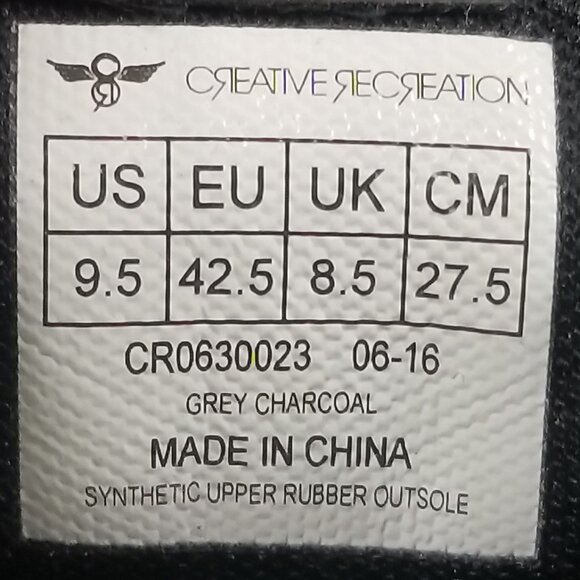 CREATIVE RECREATION
US EU UK CM
9.5 42.5 8.5 27.5
CR0630023 06-16
GREY CHARCOAL
MADE IN CHINA
SYNTHETIC UPPER RUBBER OUTSOLE